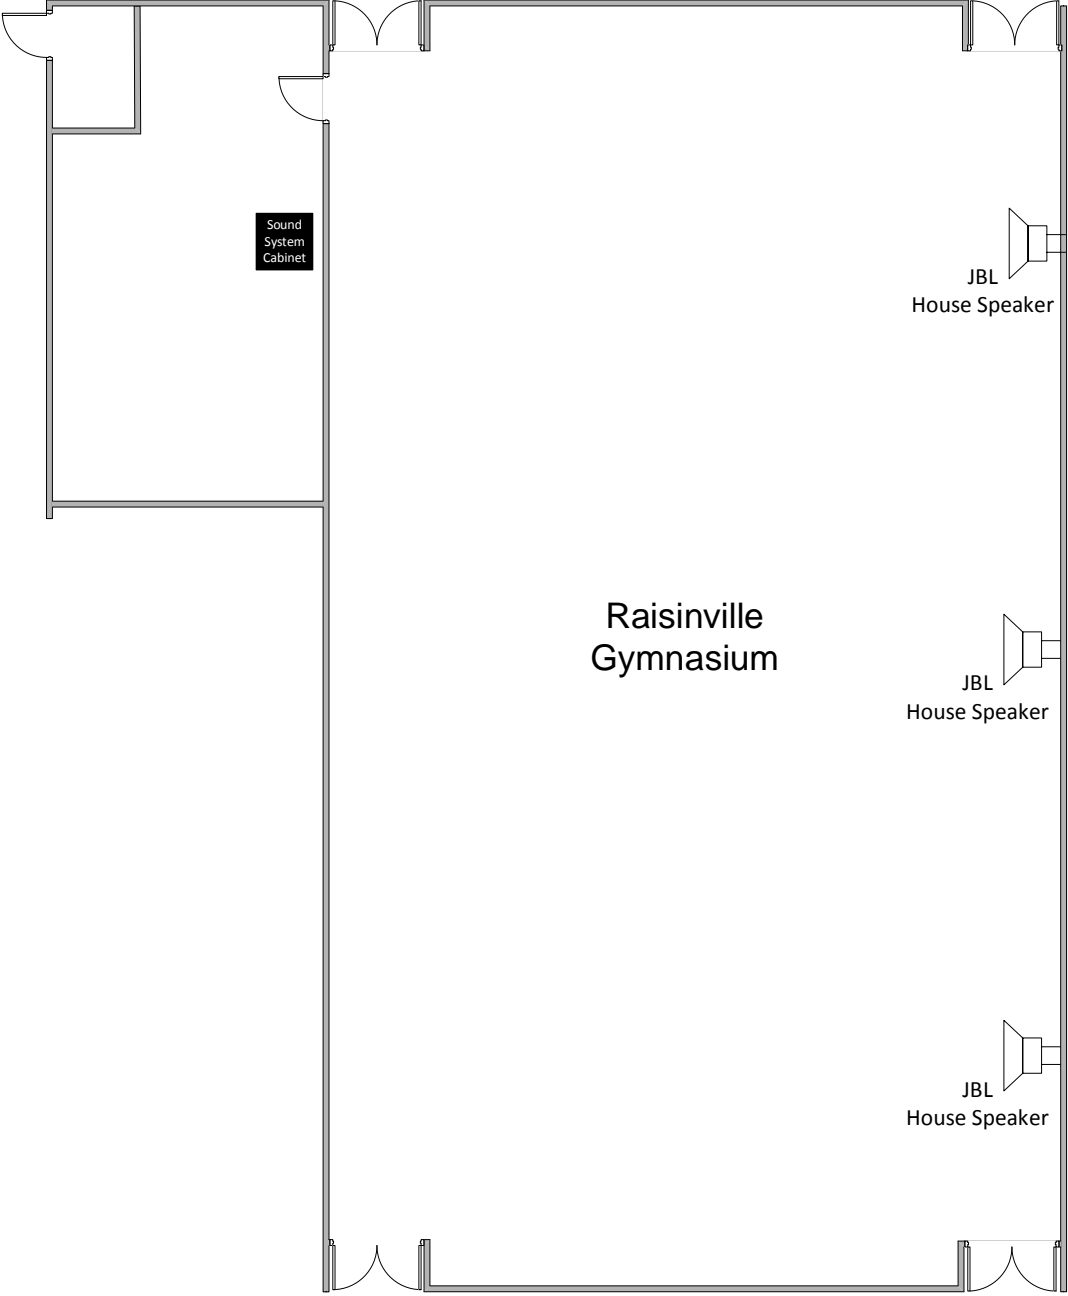 Sound
System
Cabinet
JBL
House Speaker
Raisinville
Gymnasium
JBL
House Speaker
JBL
House Speaker